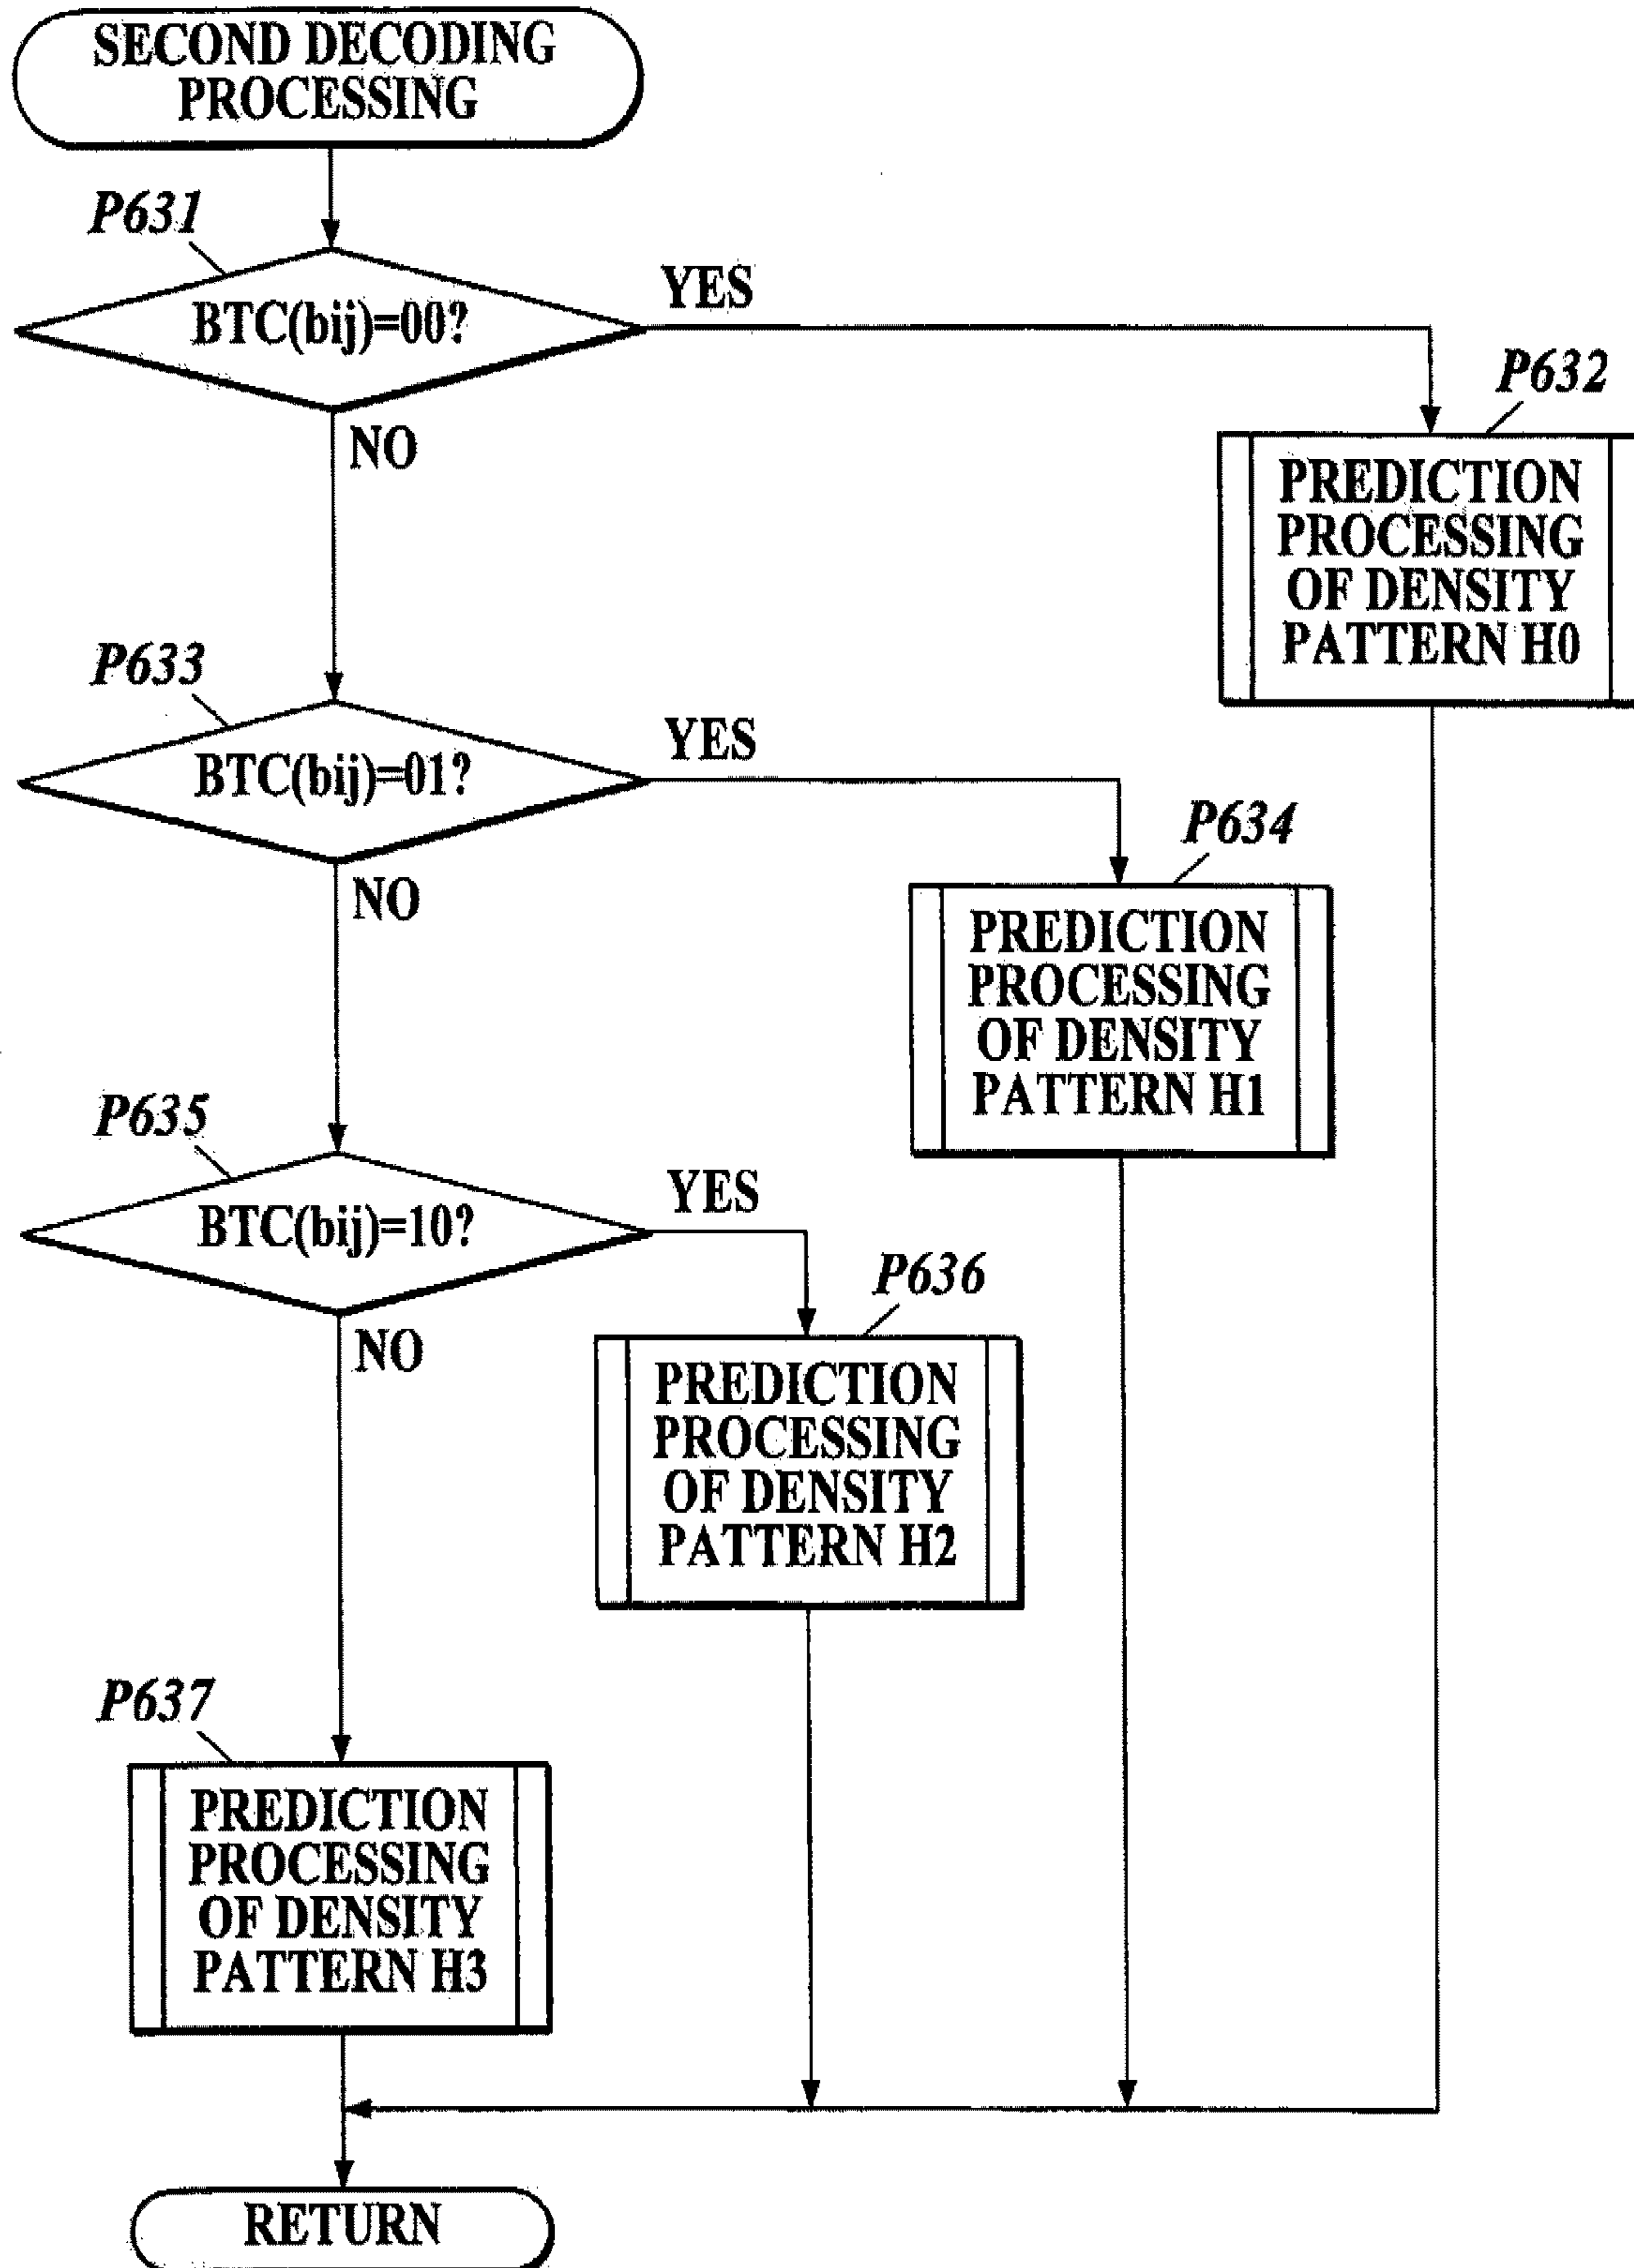 SECOND DECODING
PROCESSING
P631
BTC(bij)=00?
YES
NO
P632
PREDICTION
PROCESSING
OF DENSITY
PATTERN H0
P633
BTC(bij)=01?
YES
NO
P634
PREDICTION
PROCESSING
OF DENSITY
PATTERN H1
P635
BTC(bij)=10?
YES
NO
P636
PREDICTION
PROCESSING
OF DENSITY
PATTERN H2
P637
PREDICTION
PROCESSING
OF DENSITY
PATTERN H3
RETURN